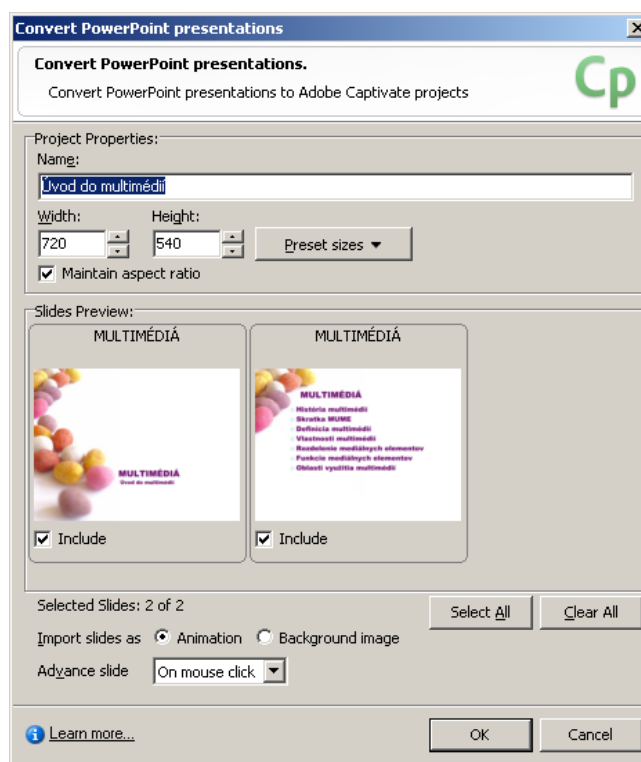 Convert PowerPoint presentations
Convert PowerPoint presentations.
Cp
Convert PowerPoint presentations to Adobe Captivate projects
Project Properties:
Name:
Úvod do multimédií
Width:
Height:
720
540
Preset sizes
Maintain aspect ratio
Slides Preview:
MULTIMÉDIÁ
MULTIMÉDIÁ
MULTIMÉDIÁ
Úvod do multimédií
MULTIMÉDIÁ
História multimédií
Skratka MUME
Definícia multimédií
Vlastnosti multimédií
Rozdelenie mediálnych elementov
Funkcie mediálnych elementov
Oblasti využitia multimédií
Include
Include
Selected Slides: 2 of 2
Select All
Clear All
Import slides as
Animation
Background image
Advance slide
On mouse click
Learn more...
OK
Cancel